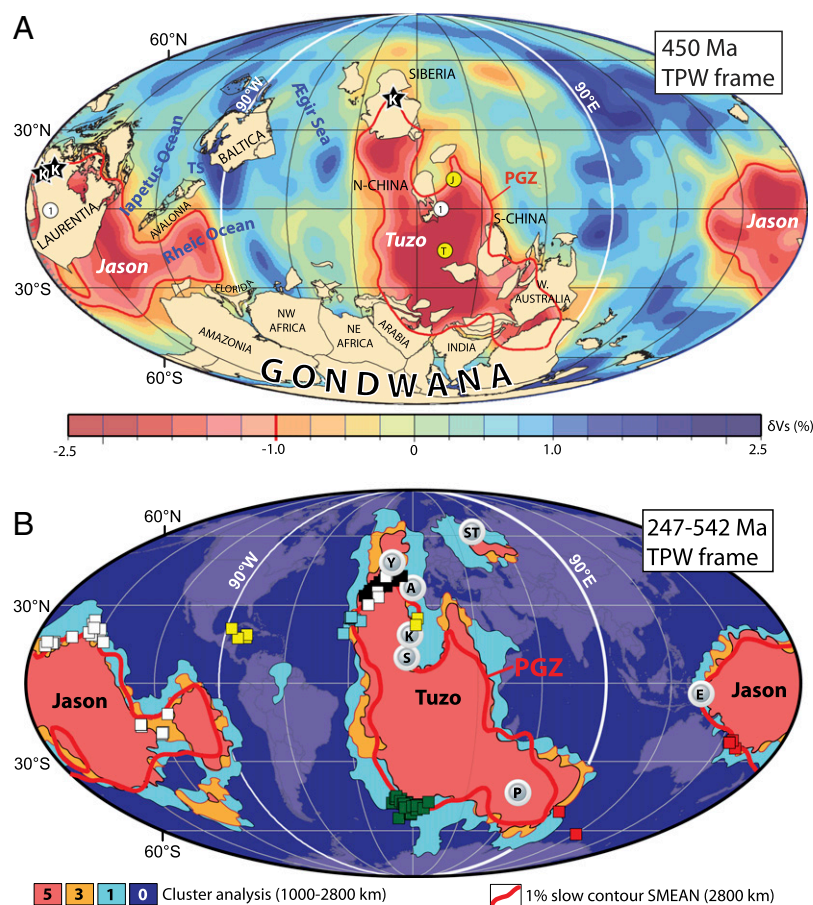 A
60°N
450 Ma
TPW frame
SIBERIA
90°W
Ægir Sea
90°E
K
30°N
Iapetus Ocean
BALTICA
TS
K K
N-CHINA
J
PGZ
1
1
LAURENTIA
AVALONIA
S-CHINA
Rheic Ocean
Tuzo
T
Jason
Jason
30°S
FLORIDA
W.
AUSTRALIA
NW
AFRICA
NE
AFRICA
ARABIA
AMAZONIA
INDIA
60°S
GONDWANA
-2.5
-1.0
0
1.0
2.5
δVs (%)
B
60°N
247-542 Ma
TPW frame
ST
90°W
Y
90°E
A
30°N
K
S
PGZ
Jason
Tuzo
E
Jason
30°S
P
60°S
5 3 1 0 Cluster analysis (1000-2800 km)
1% slow contour SMEAN (2800 km)